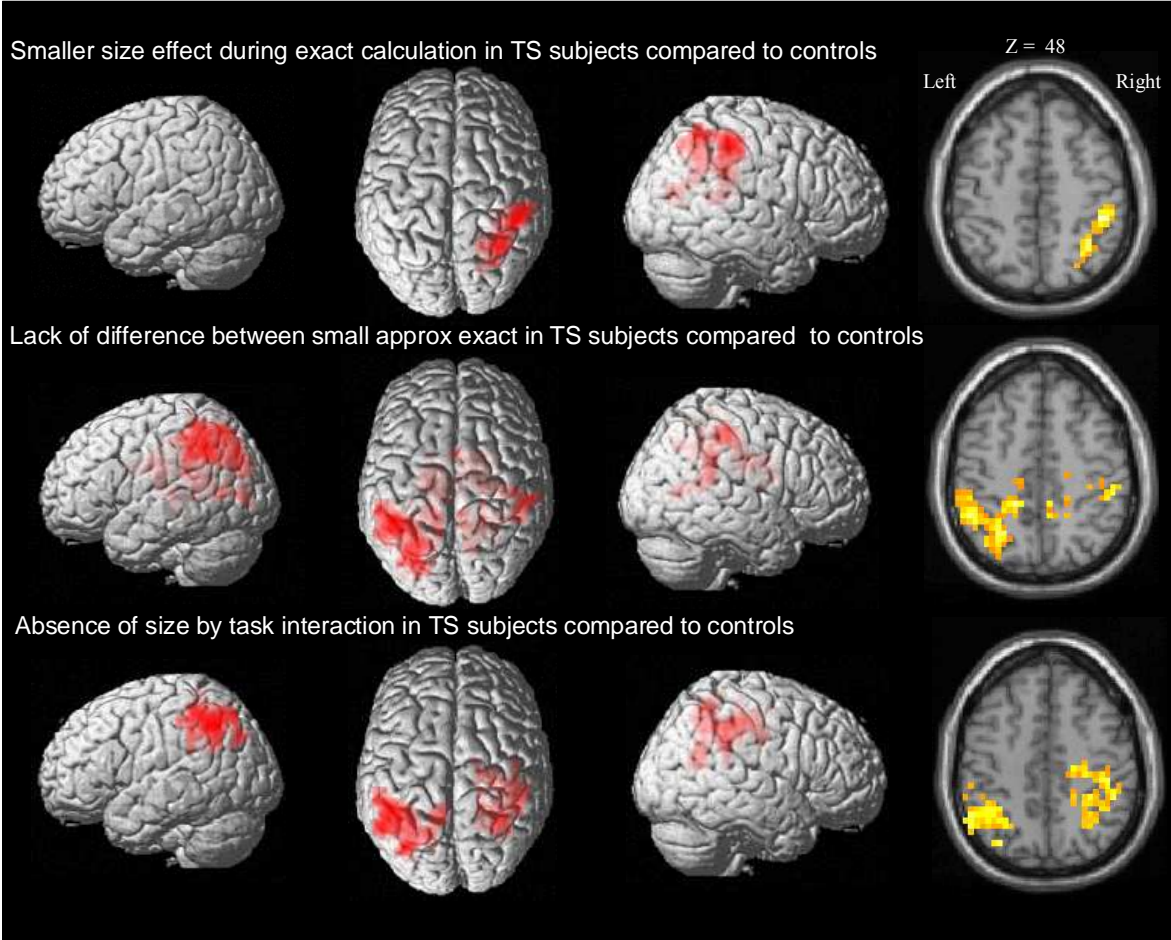 Smaller size effect during exact calculation in TS subjects compared to controls
Z = 48
Left
Right
Lack of difference between small approx exact in TS subjects compared to controls
Absence of size by task interaction in TS subjects compared to controls